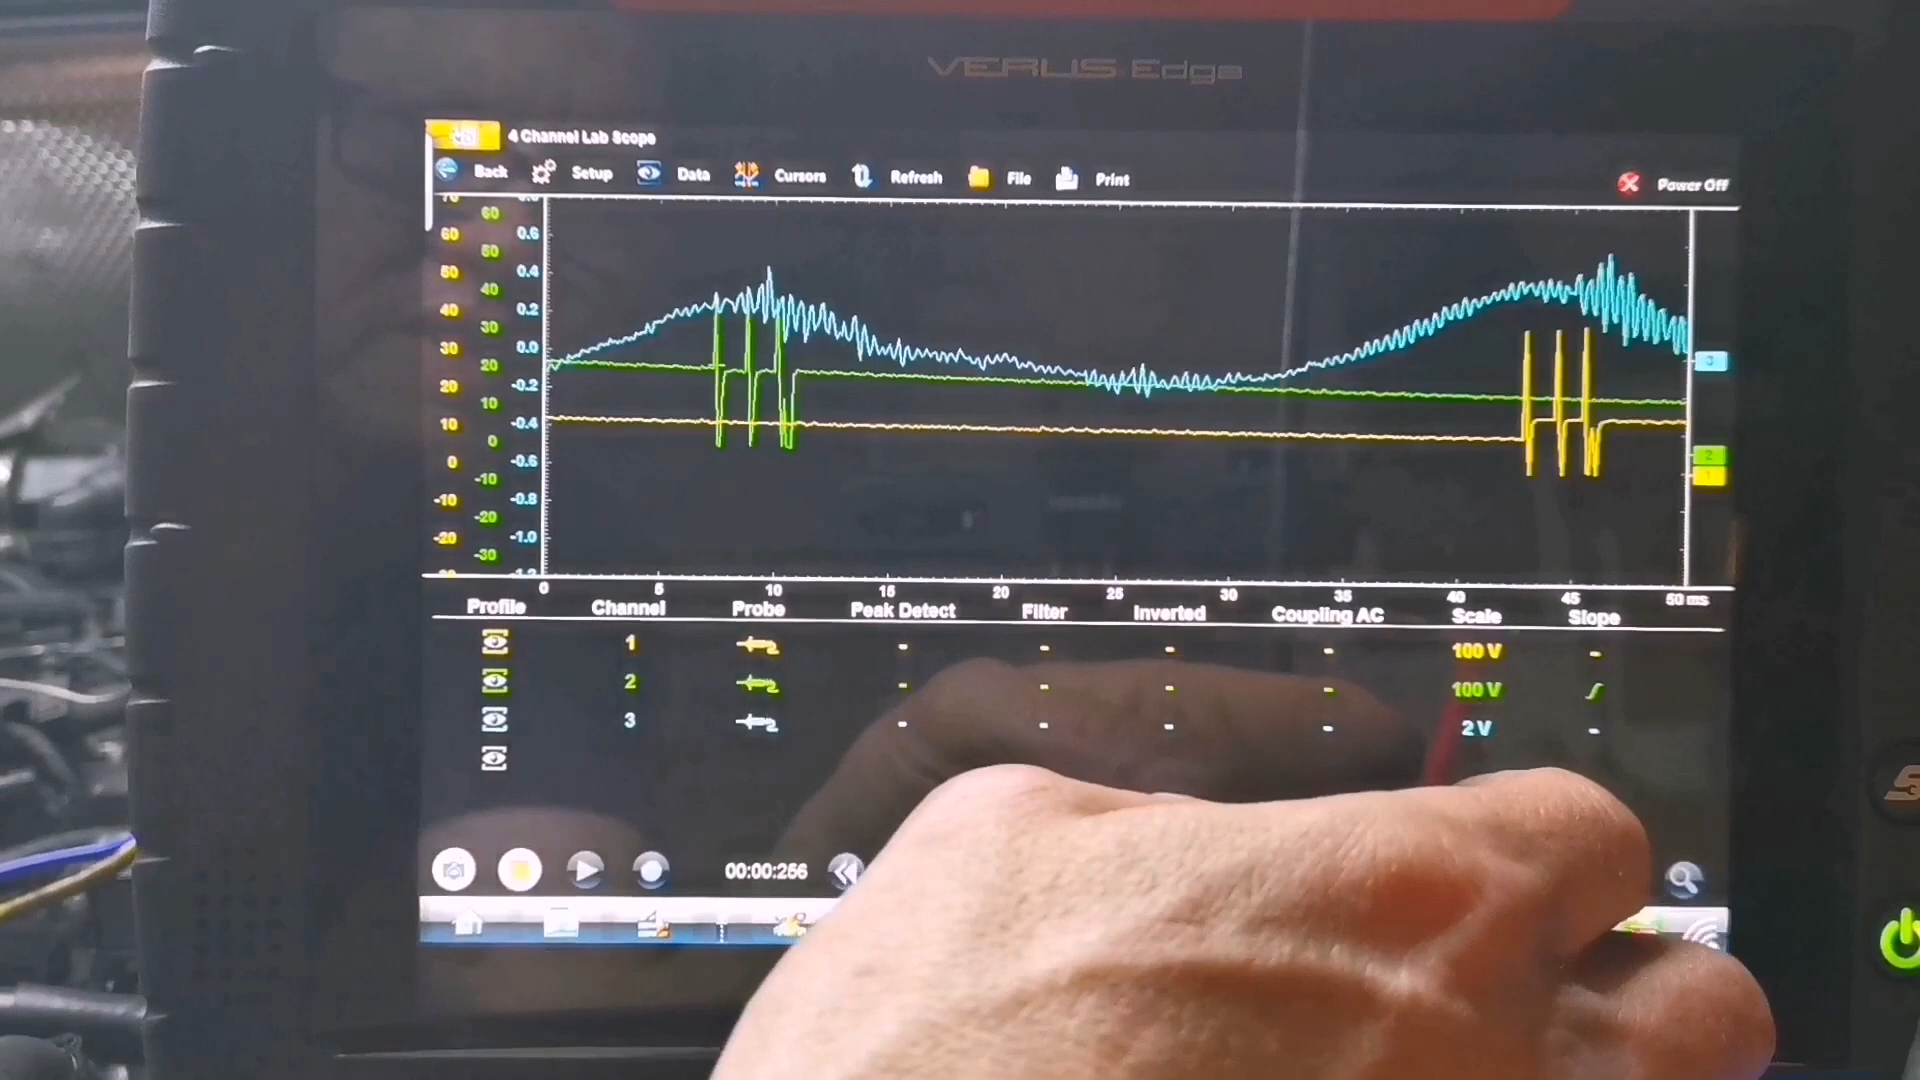 VERUS Edge
4 Channel Lab Scope
Back Setup Data Cursors Refresh File Print Power Off
60 0.6
60 50 0.4
50 40 0.2
40 30 0.0
30 20 -0.2
20 10 -0.4
10 0 -0.6
0 -10 -0.8
-10 -20 -1.0
-20 -30
3
2
1
0 5 10 15 20 25 30 35 40 45 50 ms
Profile Channel Probe Peak Detect Filter Inverted Coupling AC Scale Slope
1 - - - - 100 V -
2 - - - - 100 V
3 - - - - 2 V -
00:00:256